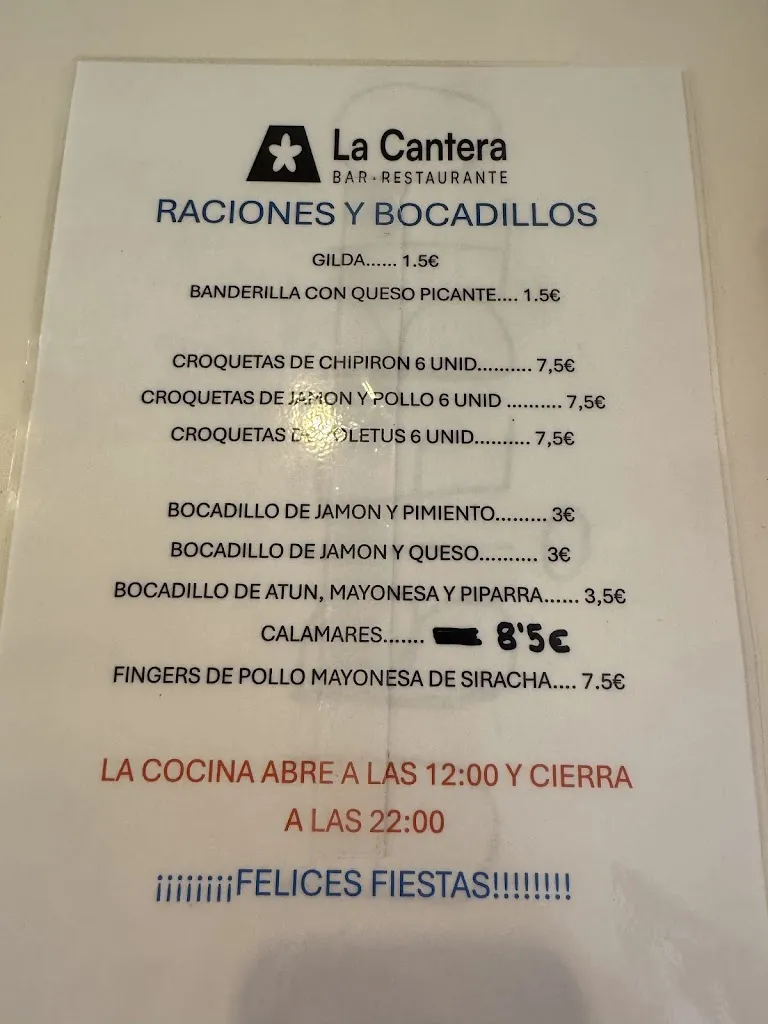 La Cantera
BAR-RESTAURANTE
RACIONES Y BOCADILLOS
GILDA...... 1.5€
BANDERILLA CON QUESO PICANTE.... 1.5€
CROQUETAS DE CHIPIRON 6 UNID.......... 7,5€
CROQUETAS DE JAMON Y POLLO 6 UNID .......... 7,5€
CROQUETAS 6 UNID.......... 7,5€
BOCADILLO DE JAMON Y PIMIENTO......... 3€
BOCADILLO DE JAMON Y QUESO.......... 3€
BOCADILLO DE ATUN, MAYONESA Y PIPARRA...... 3,5€
CALAMARES....... 8'5€
FINGERS DE POLLO MAYONESA DE SIRACHA.... 7.5€
LA COCINA ABRE A LAS 12:00 Y CIERRA
A LAS 22:00
¡¡¡¡¡¡¡¡FELICES FIESTAS!!!!!!!!